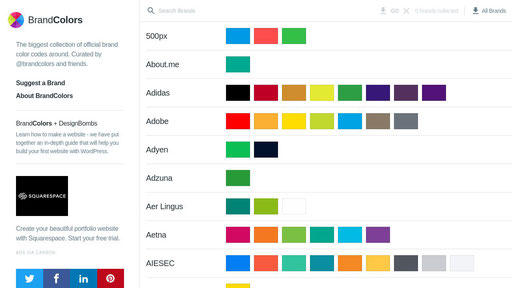 BrandColors
The biggest collection of official brand
color codes around. Curated by
@brandcolors and friends.
Suggest a Brand
About BrandColors
BrandColors + DesignBombs
Learn how to make a website - we have put
together an in-depth guide that will help you
build your first website with WordPress.
SQUARESPACE
Create your beautiful portfolio website
with Squarespace. Start your free trial.
ADS VIA CARBON
Search Brands
GO
0 brands collected
All Brands
500px
About.me
Adidas
Adobe
Adyen
Adzuna
Aer Lingus
Aetna
AIESEC